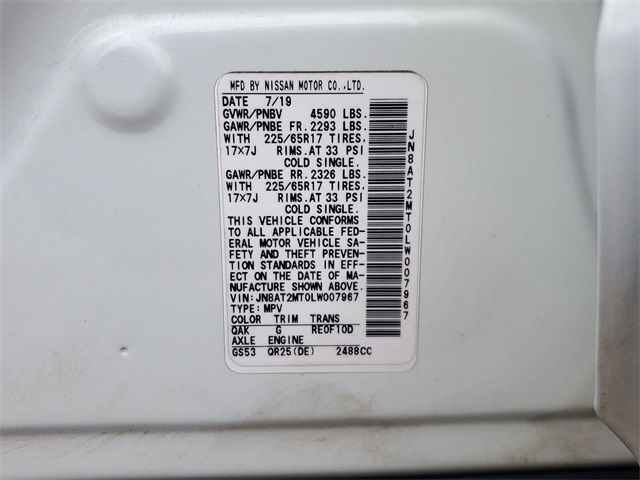 MFD BY NISSAN MOTOR CO.,LTD.
DATE 7/19
GVWR/PNBV 4590 LBS.
GAWR/PNBE FR. 2293 LBS.
WITH 225/65R17 TIRES.
17×7J RIMS. AT 33 PSI
COLD SINGLE.
GAWR/PNBE RR. 2326 LBS.
WITH 225/65R17 TIRES.
17×7J RIMS. AT 33 PSI
COLD SINGLE.
THIS VEHICLE CONFORMS
TO ALL APPLICABLE FED-
ERAL MOTOR VEHICLE SA-
FETY AND THEFT PREVEN-
TION STANDARDS IN EFF-
ECT ON THE DATE OF MA-
NUFACTURE SHOWN ABOVE.
VIN: JN8AT2MT0LW007967
TYPE: MPV
COLOR TRIM TRANS
QAK G RE0F10D
AXLE ENGINE
GS53 QR25(DE) 2488CC
JN8AT2MT0LW007967